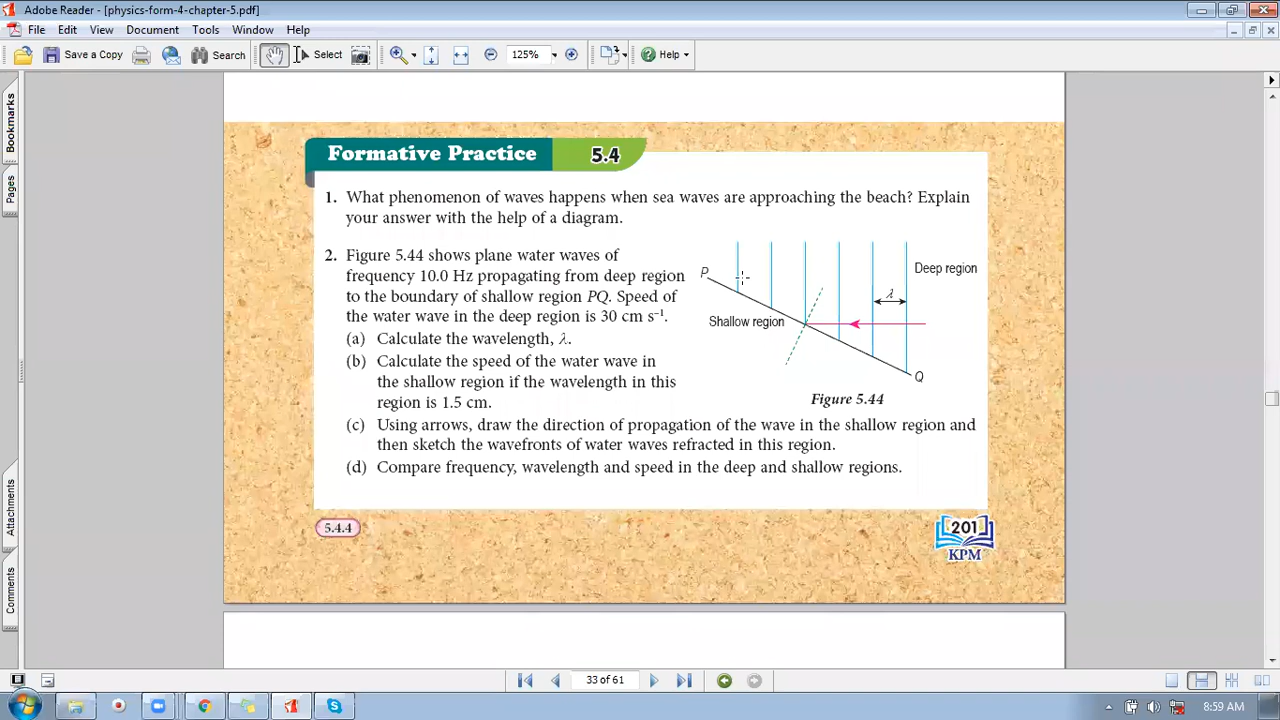 Adobe Reader - [physics-form-4-chapter-5.pdf]
File Edit View Document Tools Window Help
Save a Copy Search Select 125% Help
Bookmarks
Pages
Attachments
Comments
Formative Practice 5.4
1. What phenomenon of waves happens when sea waves are approaching the beach? Explain
your answer with the help of a diagram.
2. Figure 5.44 shows plane water waves of
frequency 10.0 Hz propagating from deep region
to the boundary of shallow region PQ. Speed of
the water wave in the deep region is 30 cm s⁻¹.
(a) Calculate the wavelength, λ.
(b) Calculate the speed of the water wave in
the shallow region if the wavelength in this
region is 1.5 cm.
P
Deep region
λ
Shallow region
Q
Figure 5.44
(c) Using arrows, draw the direction of propagation of the wave in the shallow region and
then sketch the wavefronts of water waves refracted in this region.
(d) Compare frequency, wavelength and speed in the deep and shallow regions.
5.4.4
201
KPM
33 of 61
8:59 AM